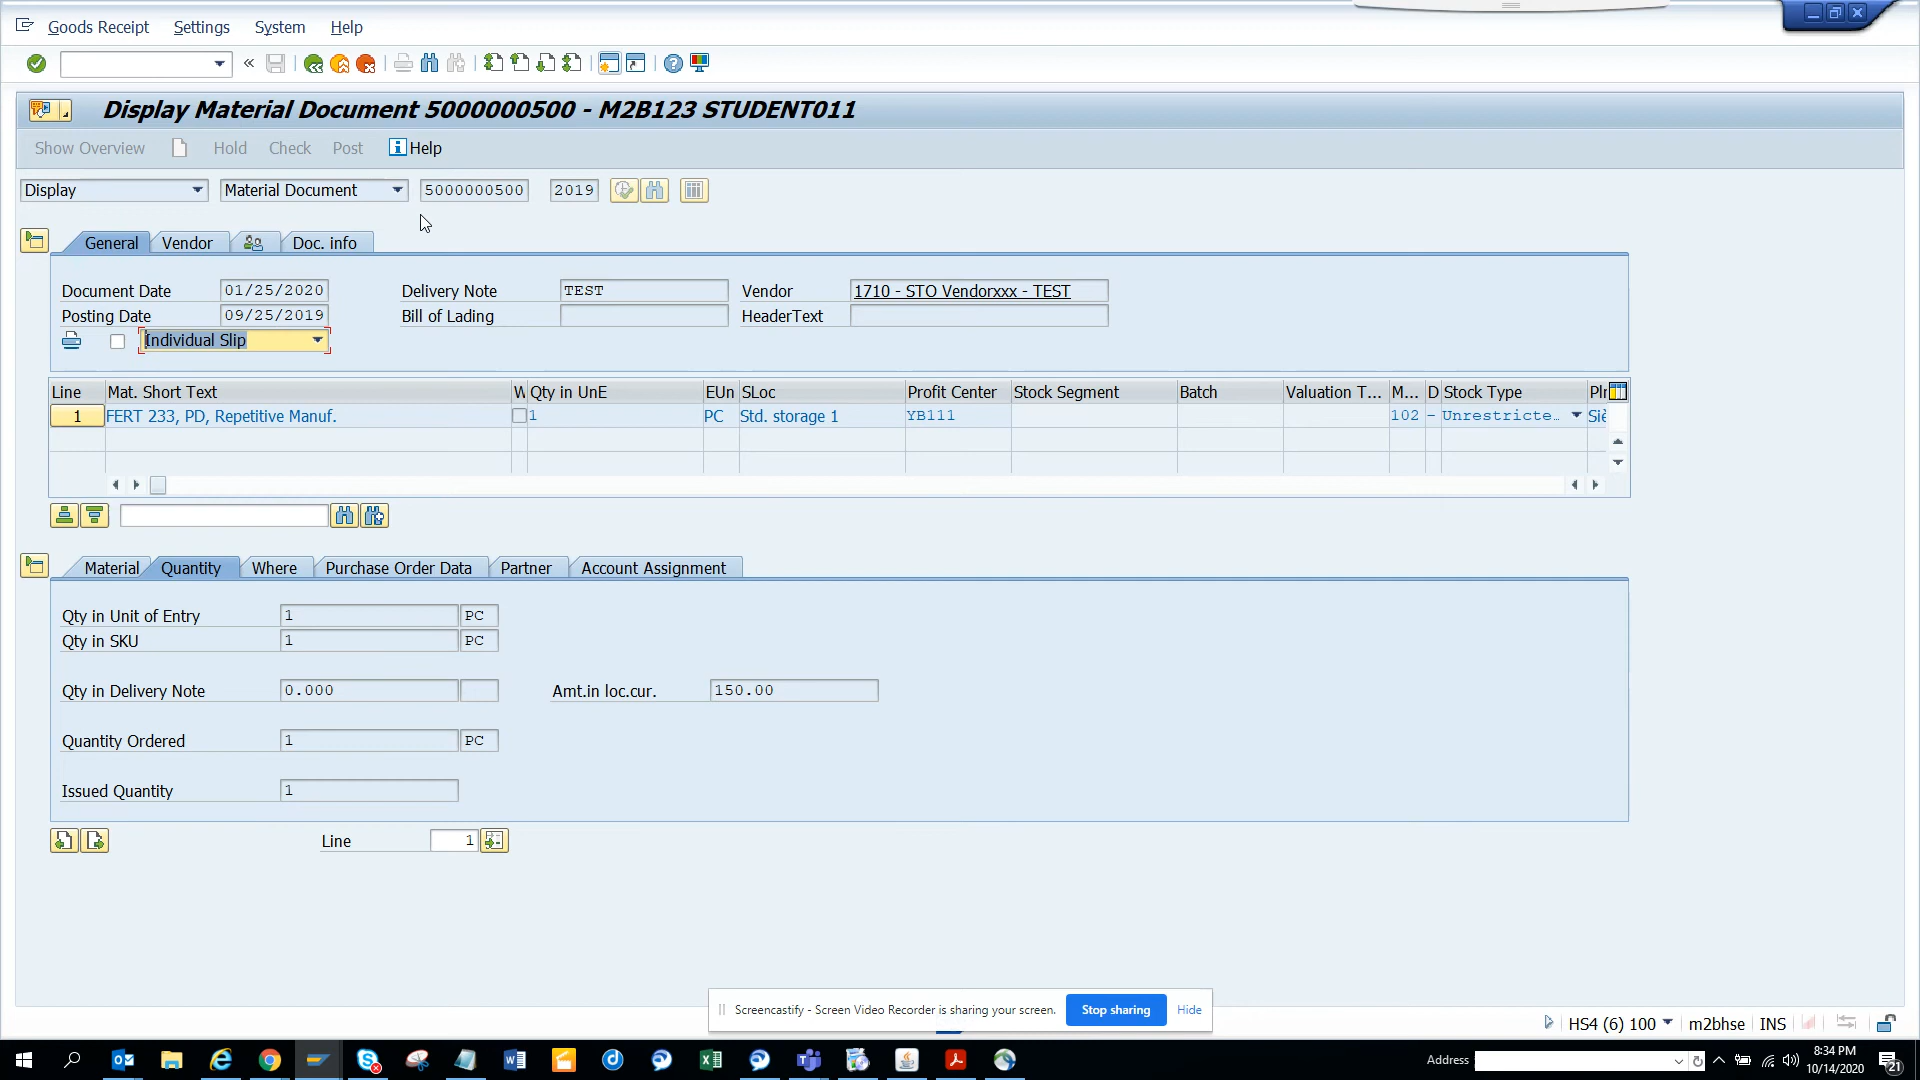 Goods Receipt Settings System Help
Display Material Document 5000000500 - M2B123 STUDENT011
Show Overview Hold Check Post Help
Display Material Document 5000000500 2019
General Vendor Doc. info
Document Date 01/25/2020 Delivery Note TEST Vendor 1710 - STO Vendorxxx - TEST
Posting Date 09/25/2019 Bill of Lading HeaderText
Individual Slip
Line Mat. Short Text W Qty in UnE EUn SLoc Profit Center Stock Segment Batch Valuation T... M... D Stock Type Plr
1 FERT 233, PD, Repetitive Manuf. 1 PC Std. storage 1 YB111 102 - Unrestricte… Siè
Material Quantity Where Purchase Order Data Partner Account Assignment
Qty in Unit of Entry 1 PC
Qty in SKU 1 PC
Qty in Delivery Note 0.000 Amt.in loc.cur. 150.00
Quantity Ordered 1 PC
Issued Quantity 1
Line 1
Screencastify - Screen Video Recorder is sharing your screen. Stop sharing Hide
HS4 (6) 100 m2bhse INS
Address 8:34 PM
10/14/2020 21